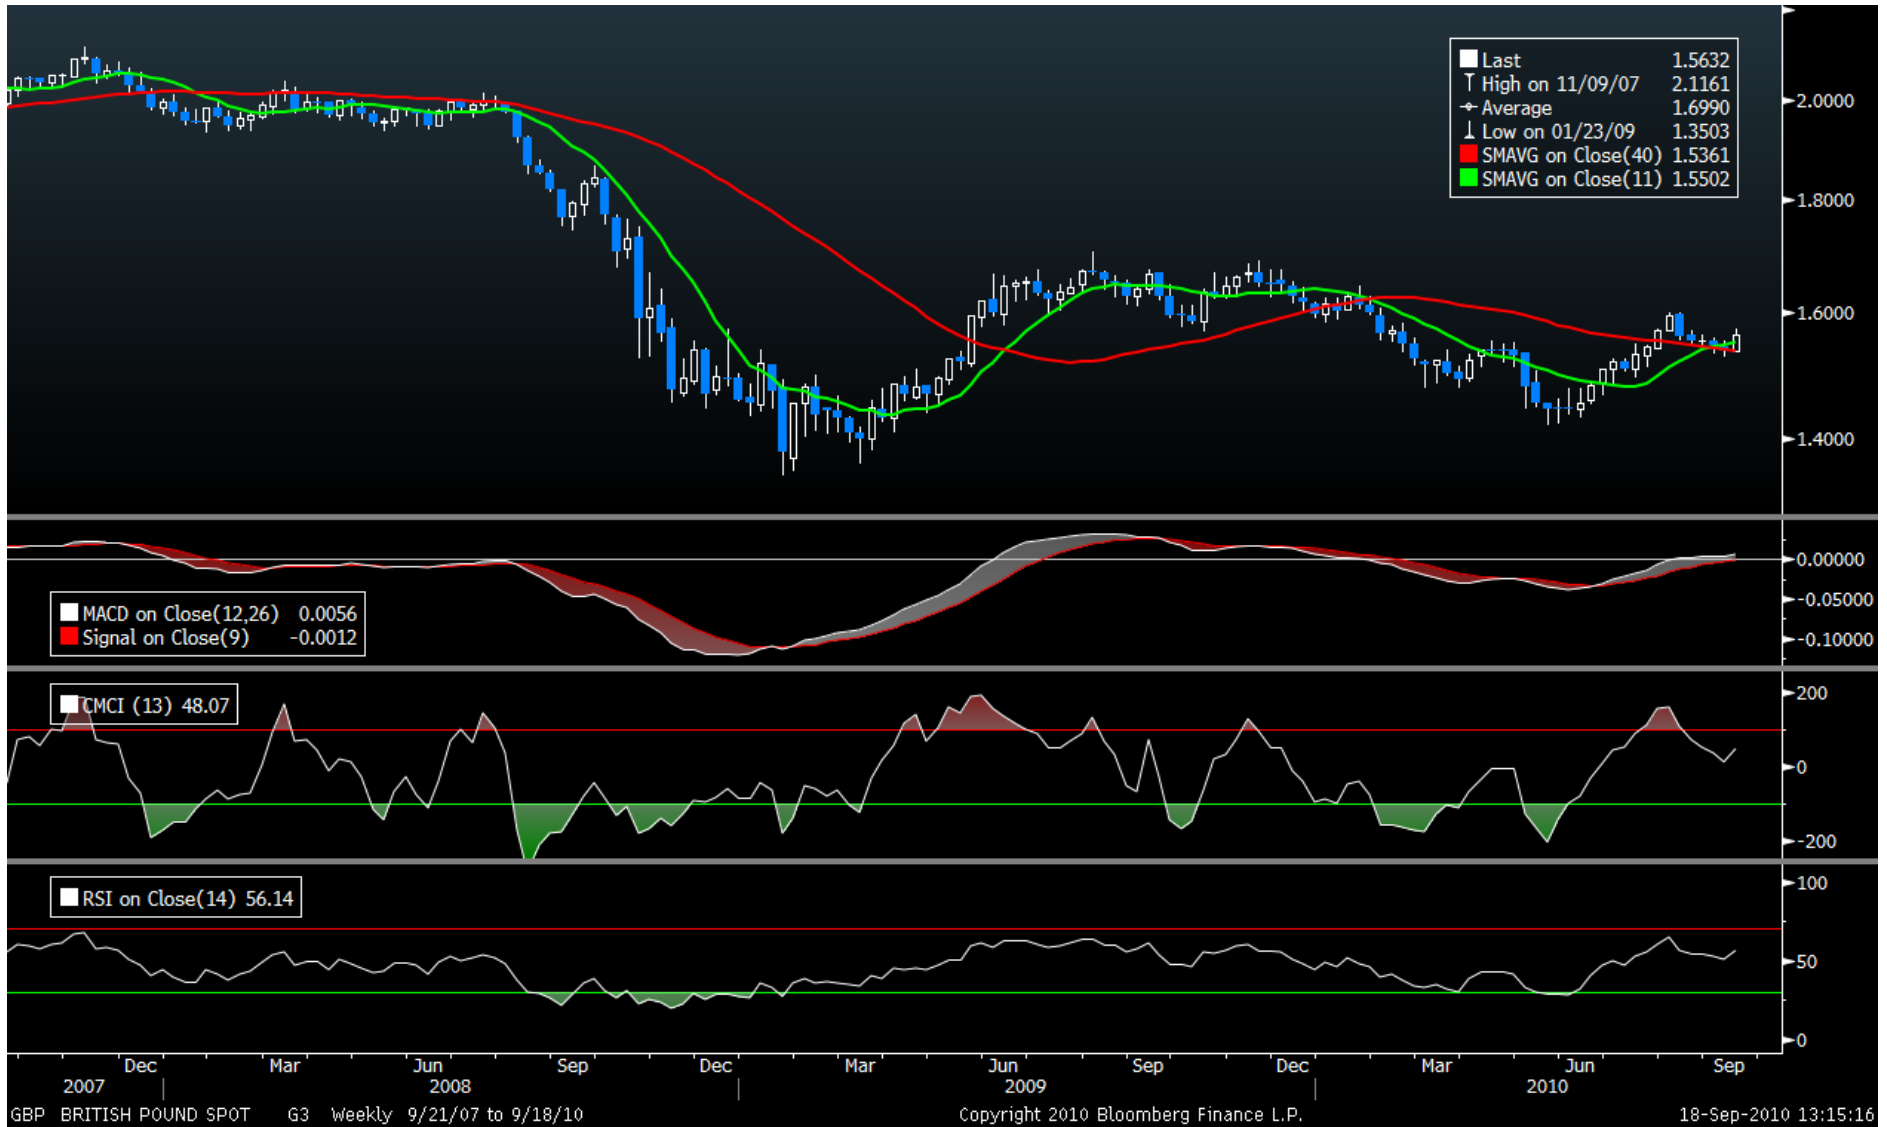 Last 1.5632
High on 11/09/07 2.1161
Average 1.6990
Low on 01/23/09 1.3503
SMAVG on Close(40) 1.5361
SMAVG on Close(11) 1.5502
2.0000
1.8000
1.6000
1.4000
0.00000
-0.05000
-0.10000
MACD on Close(12,26) 0.0056
Signal on Close(9) -0.0012
CMCI (13) 48.07
200
0
-200
RSI on Close(14) 56.14
100
50
0
Dec Mar Jun Sep Dec Mar Jun Sep Dec Mar Jun Sep
2007 2008 2009 2010
GBP BRITISH POUND SPOT G3 Weekly 9/21/07 to 9/18/10 Copyright 2010 Bloomberg Finance L.P. 18-Sep-2010 13:15:16